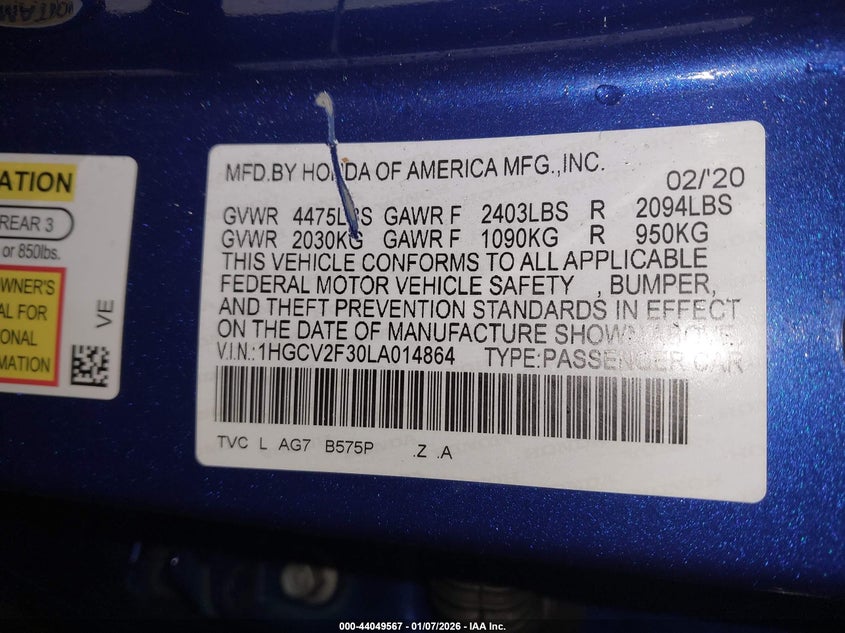 MFD.BY HONDA OF AMERICA MFG.,INC.
02/'20
GVWR 4475LBS GAWR F 2403LBS R 2094LBS
GVWR 2030KG GAWR F 1090KG R 950KG
THIS VEHICLE CONFORMS TO ALL APPLICABLE
FEDERAL MOTOR VEHICLE SAFETY , BUMPER,
AND THEFT PREVENTION STANDARDS IN EFFECT
ON THE DATE OF MANUFACTURE SHOWN ABOVE
V.I.N.:1HGCV2F30LA014864 TYPE:PASSENGER CAR
TVC L AG7 B575P .Z .A
ATION
REAR 3
or 850lbs.
OWNER'S
AL FOR
IONAL
MATION
VE
000-44049567 - 01/07/2026 - IAA Inc.